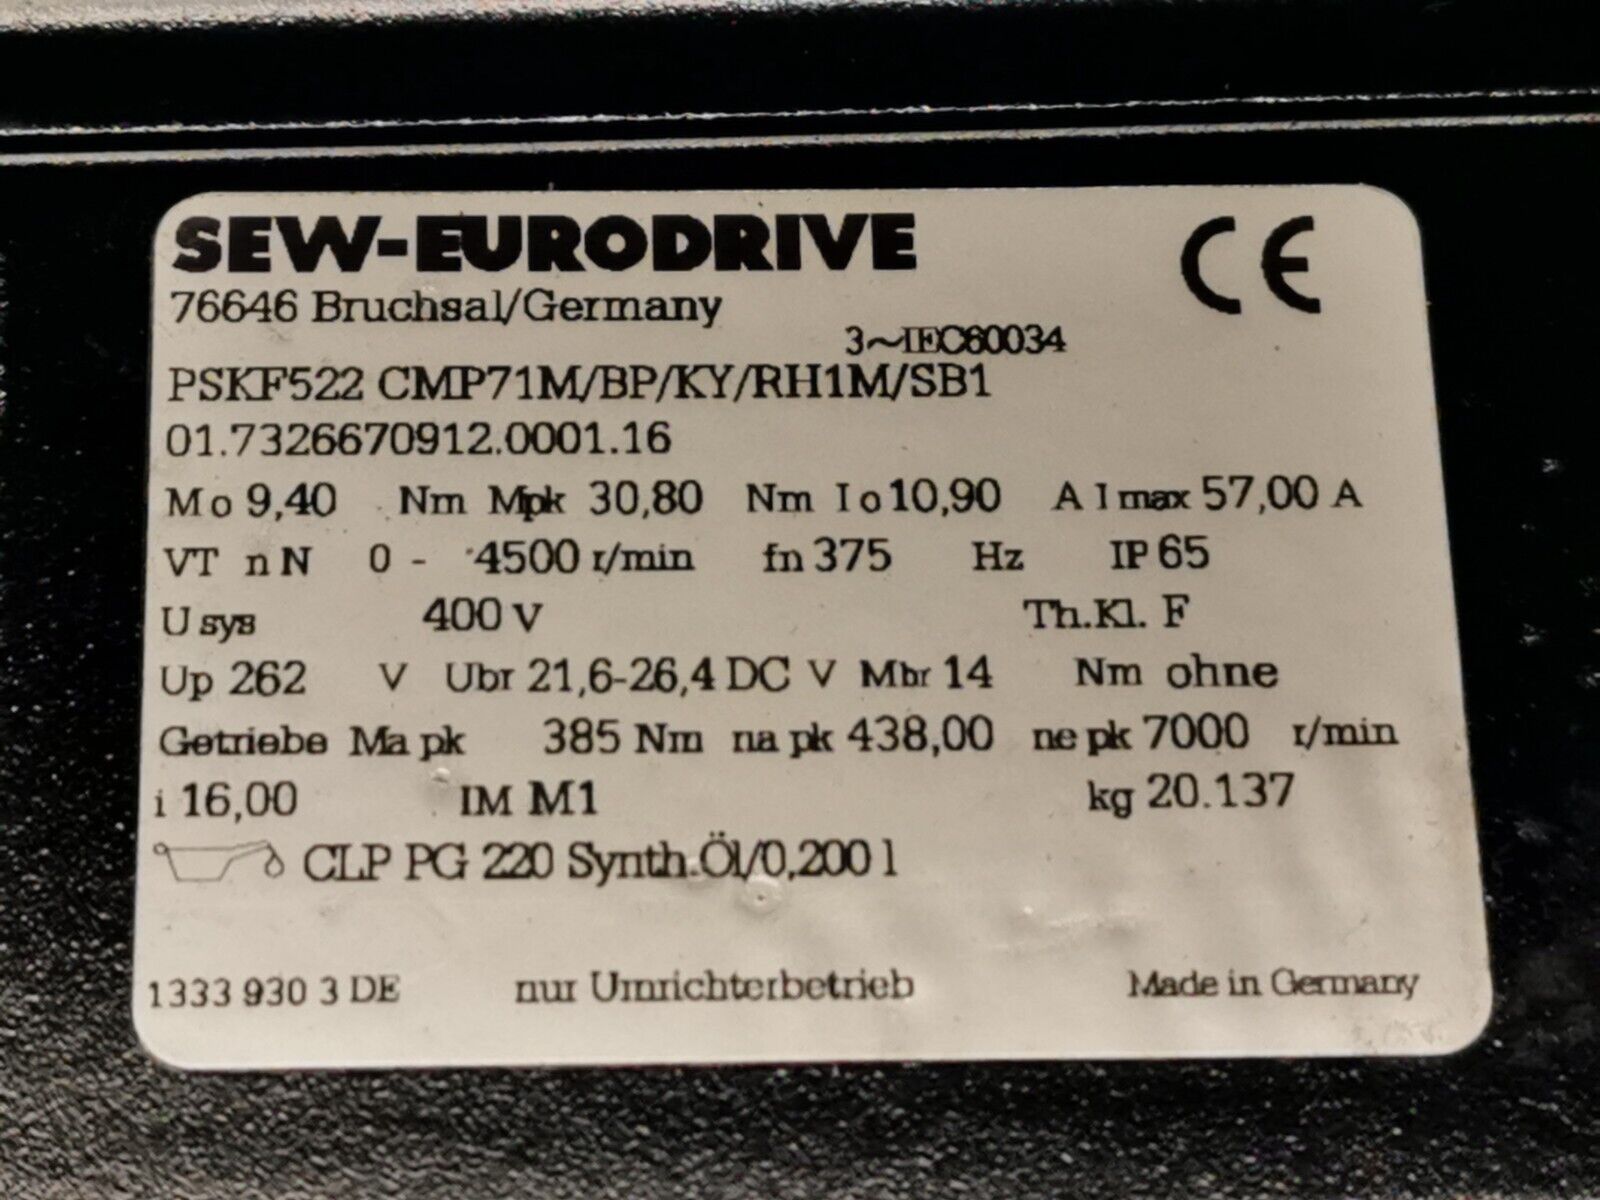 SEW-EURODRIVE CE
76646 Bruchsal/Germany
3~IEC60034
PSKF522 CMP71M/BP/KY/RH1M/SB1
01.7326670912.0001.16
Mo 9,40 Nm Mpk 30,80 Nm Io 10,90 A Imax 57,00 A
VT nN 0 - 4500 r/min fn 375 Hz IP 65
Usys 400 V Th.Kl. F
Up 262 V Ubr 21,6-26,4 DC V Mbr 14 Nm ohne
Getriebe Ma pk 385 Nm na pk 438,00 ne pk 7000 r/min
i 16,00 IM M1 kg 20.137
CLP PG 220 Synth.Öl/0,200 l
1333 930 3 DE nur Umrichterbetrieb Made in Germany